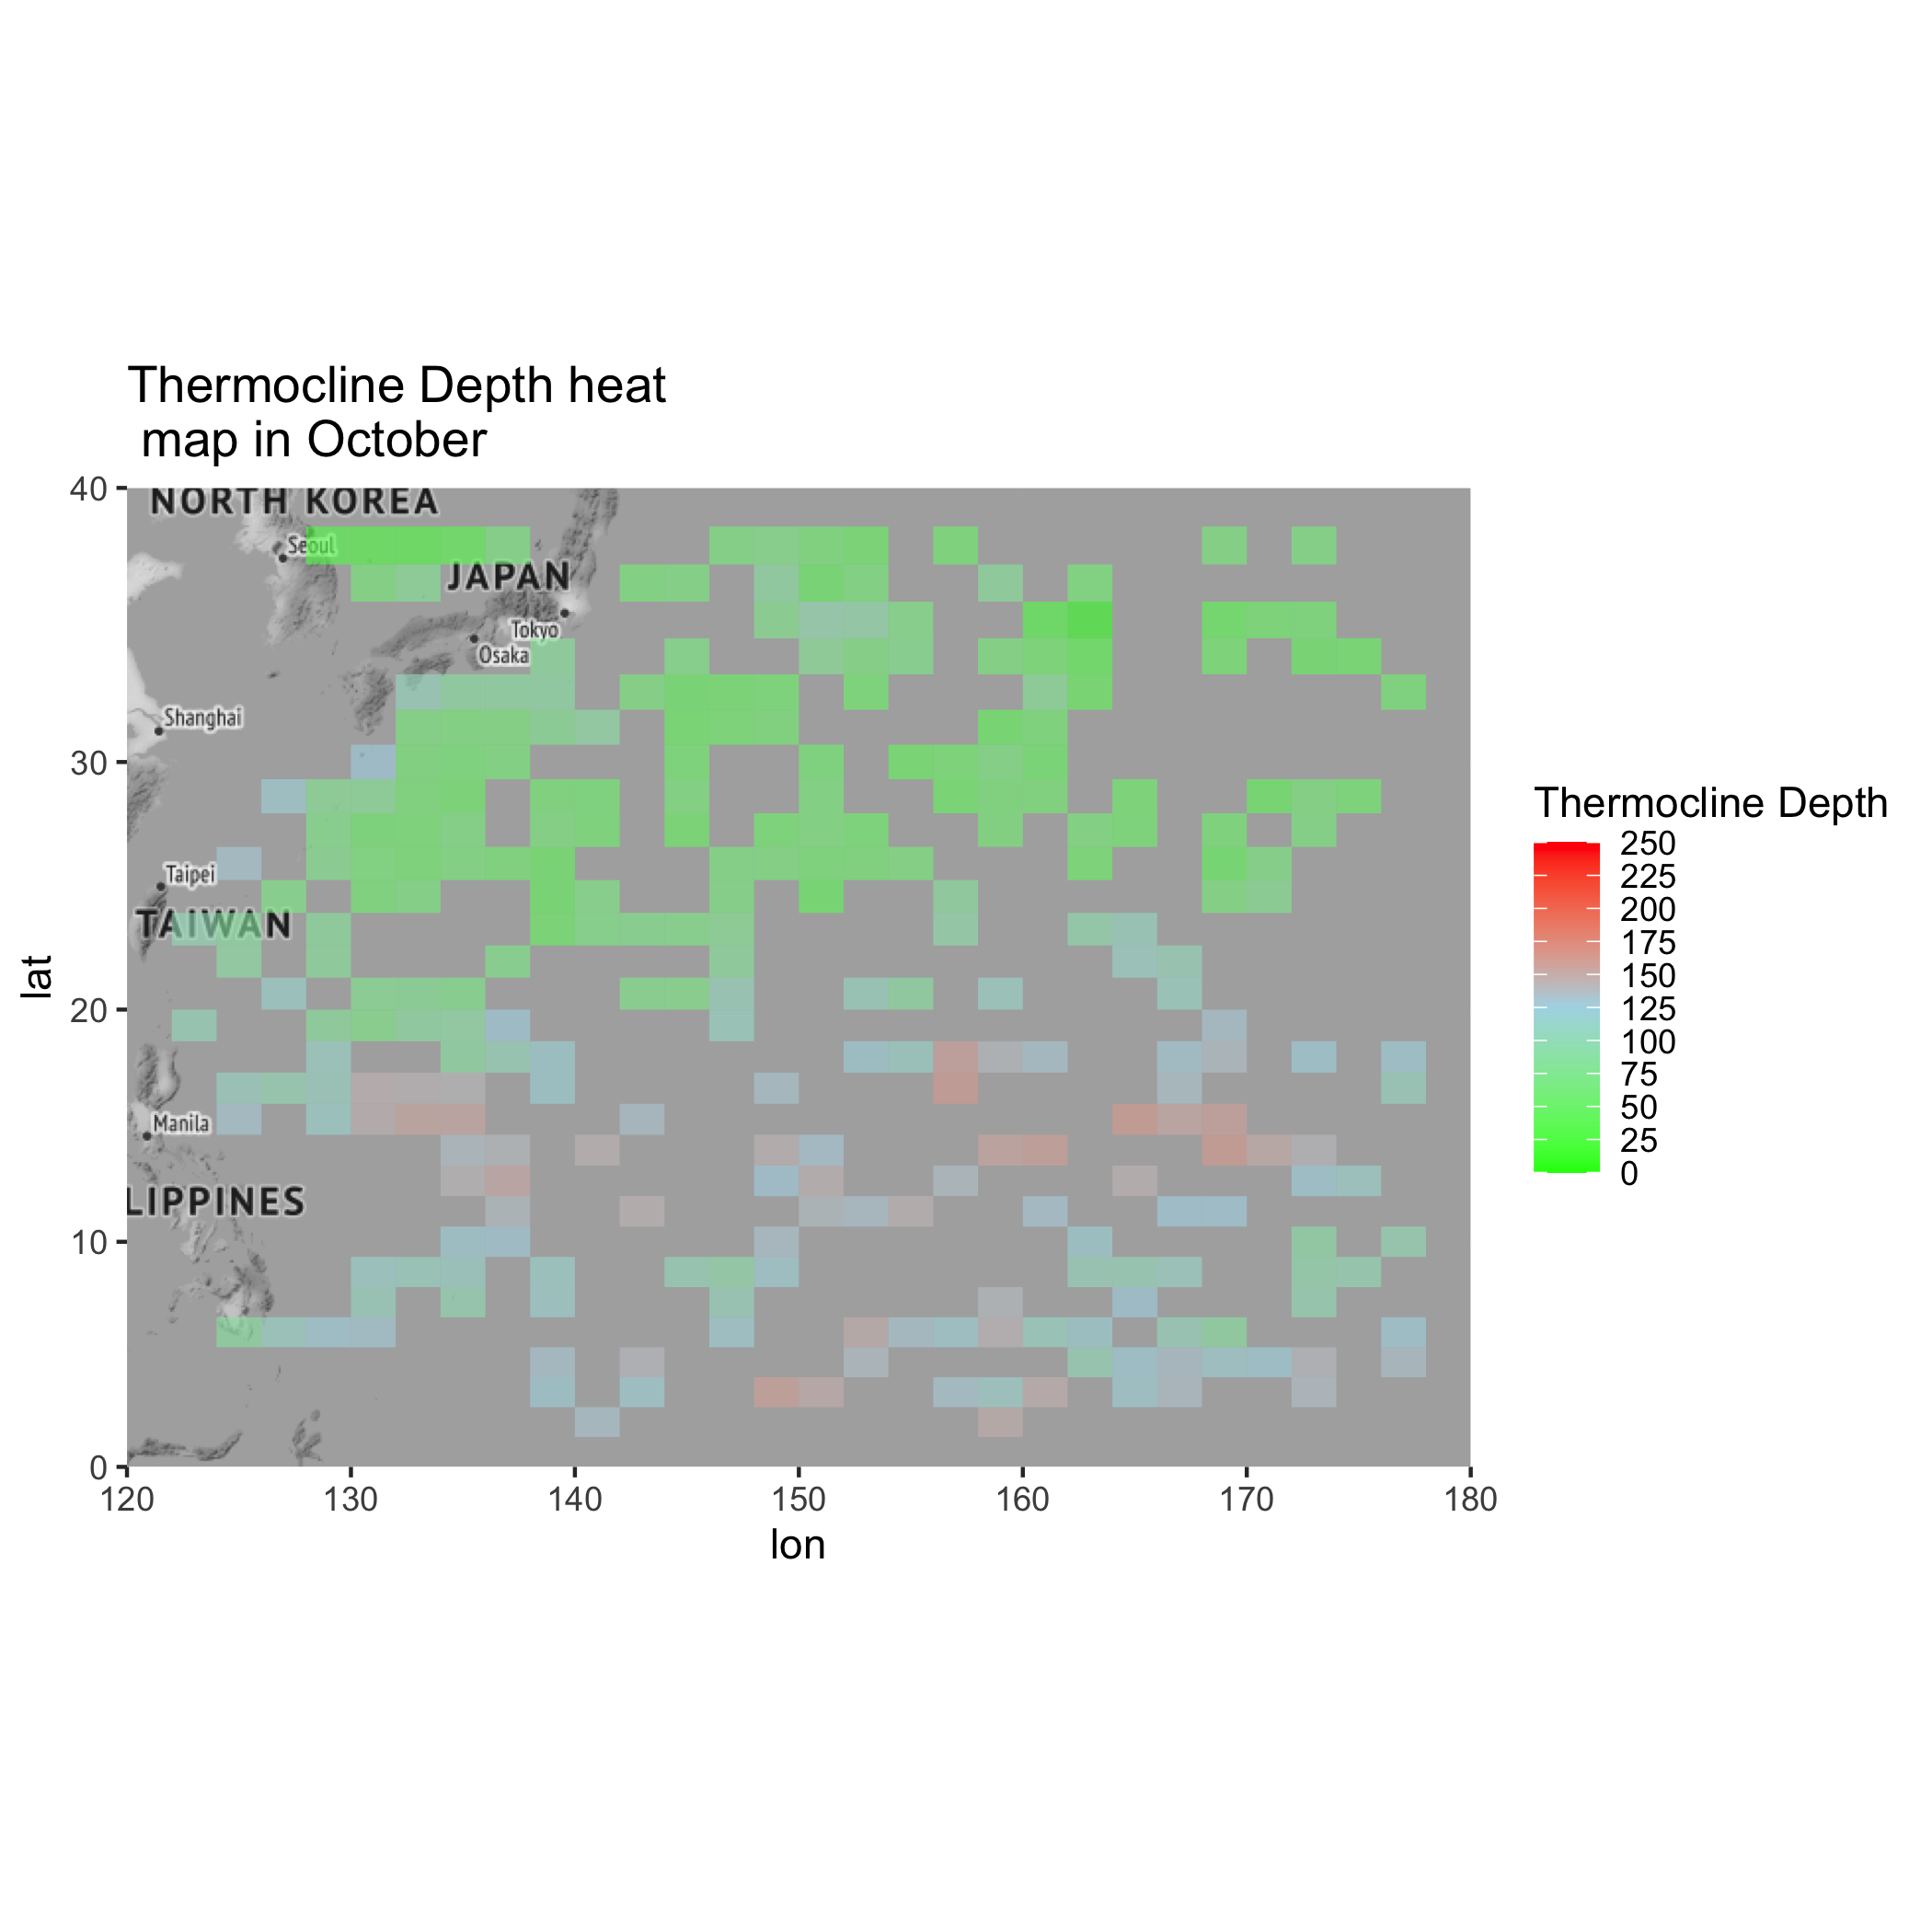 Thermocline Depth heat
map in October
40
30
20
10
0
lat
NORTH KOREA
Seoul
JAPAN
Tokyo
Osaka
Shanghai
Taipei
TAIWAN
Manila
LIPPINES
120 130 140 150 160 170 180
lon
Thermocline Depth
250
225
200
175
150
125
100
75
50
25
0